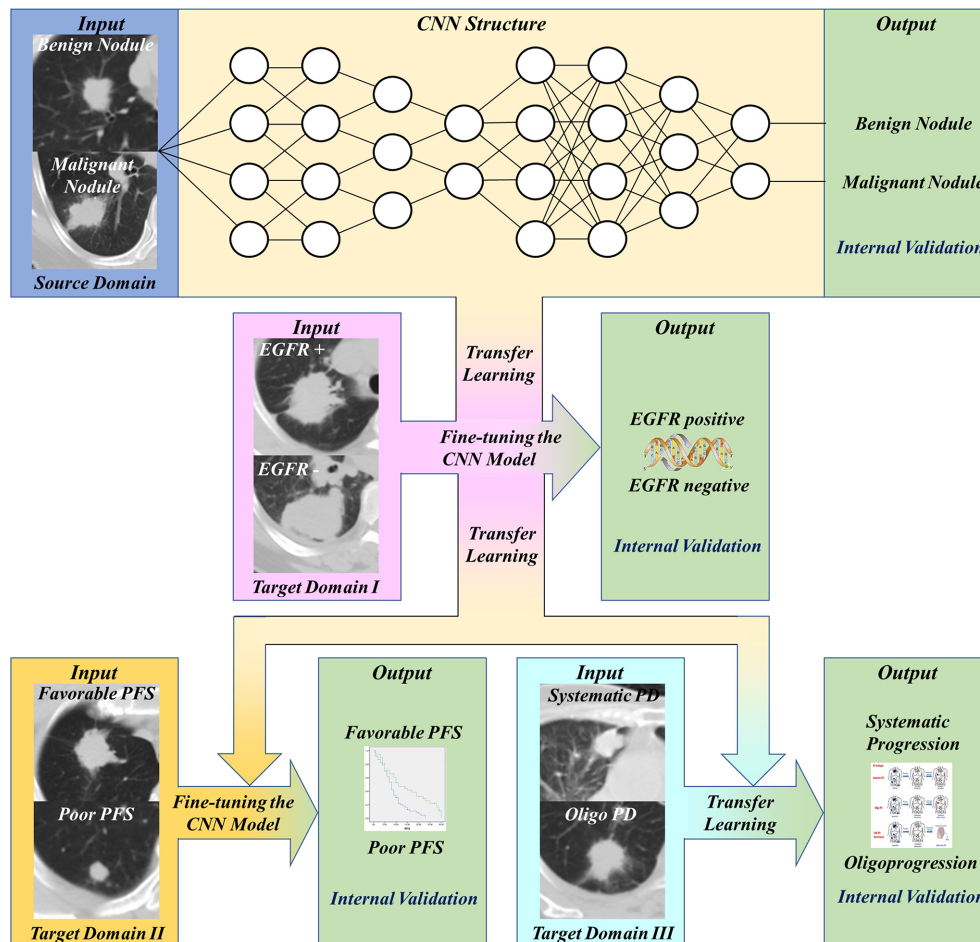 Input
Benign Nodule
Malignant
Nodule
Source Domain
CNN Structure
Output
Benign Nodule
Malignant Nodule
Internal Validation
Input
EGFR +
EGFR -
Target Domain I
Transfer
Learning
Fine-tuning the
CNN Model
Transfer
Learning
Output
EGFR positive
EGFR negative
Internal Validation
Input
Favorable PFS
Poor PFS
Target Domain II
Fine-tuning the
CNN Model
Output
Favorable PFS
Poor PFS
Internal Validation
Input
Systematic PD
Oligo PD
Target Domain III
Transfer
Learning
Output
Systematic
Progression
Oligoprogression
Internal Validation